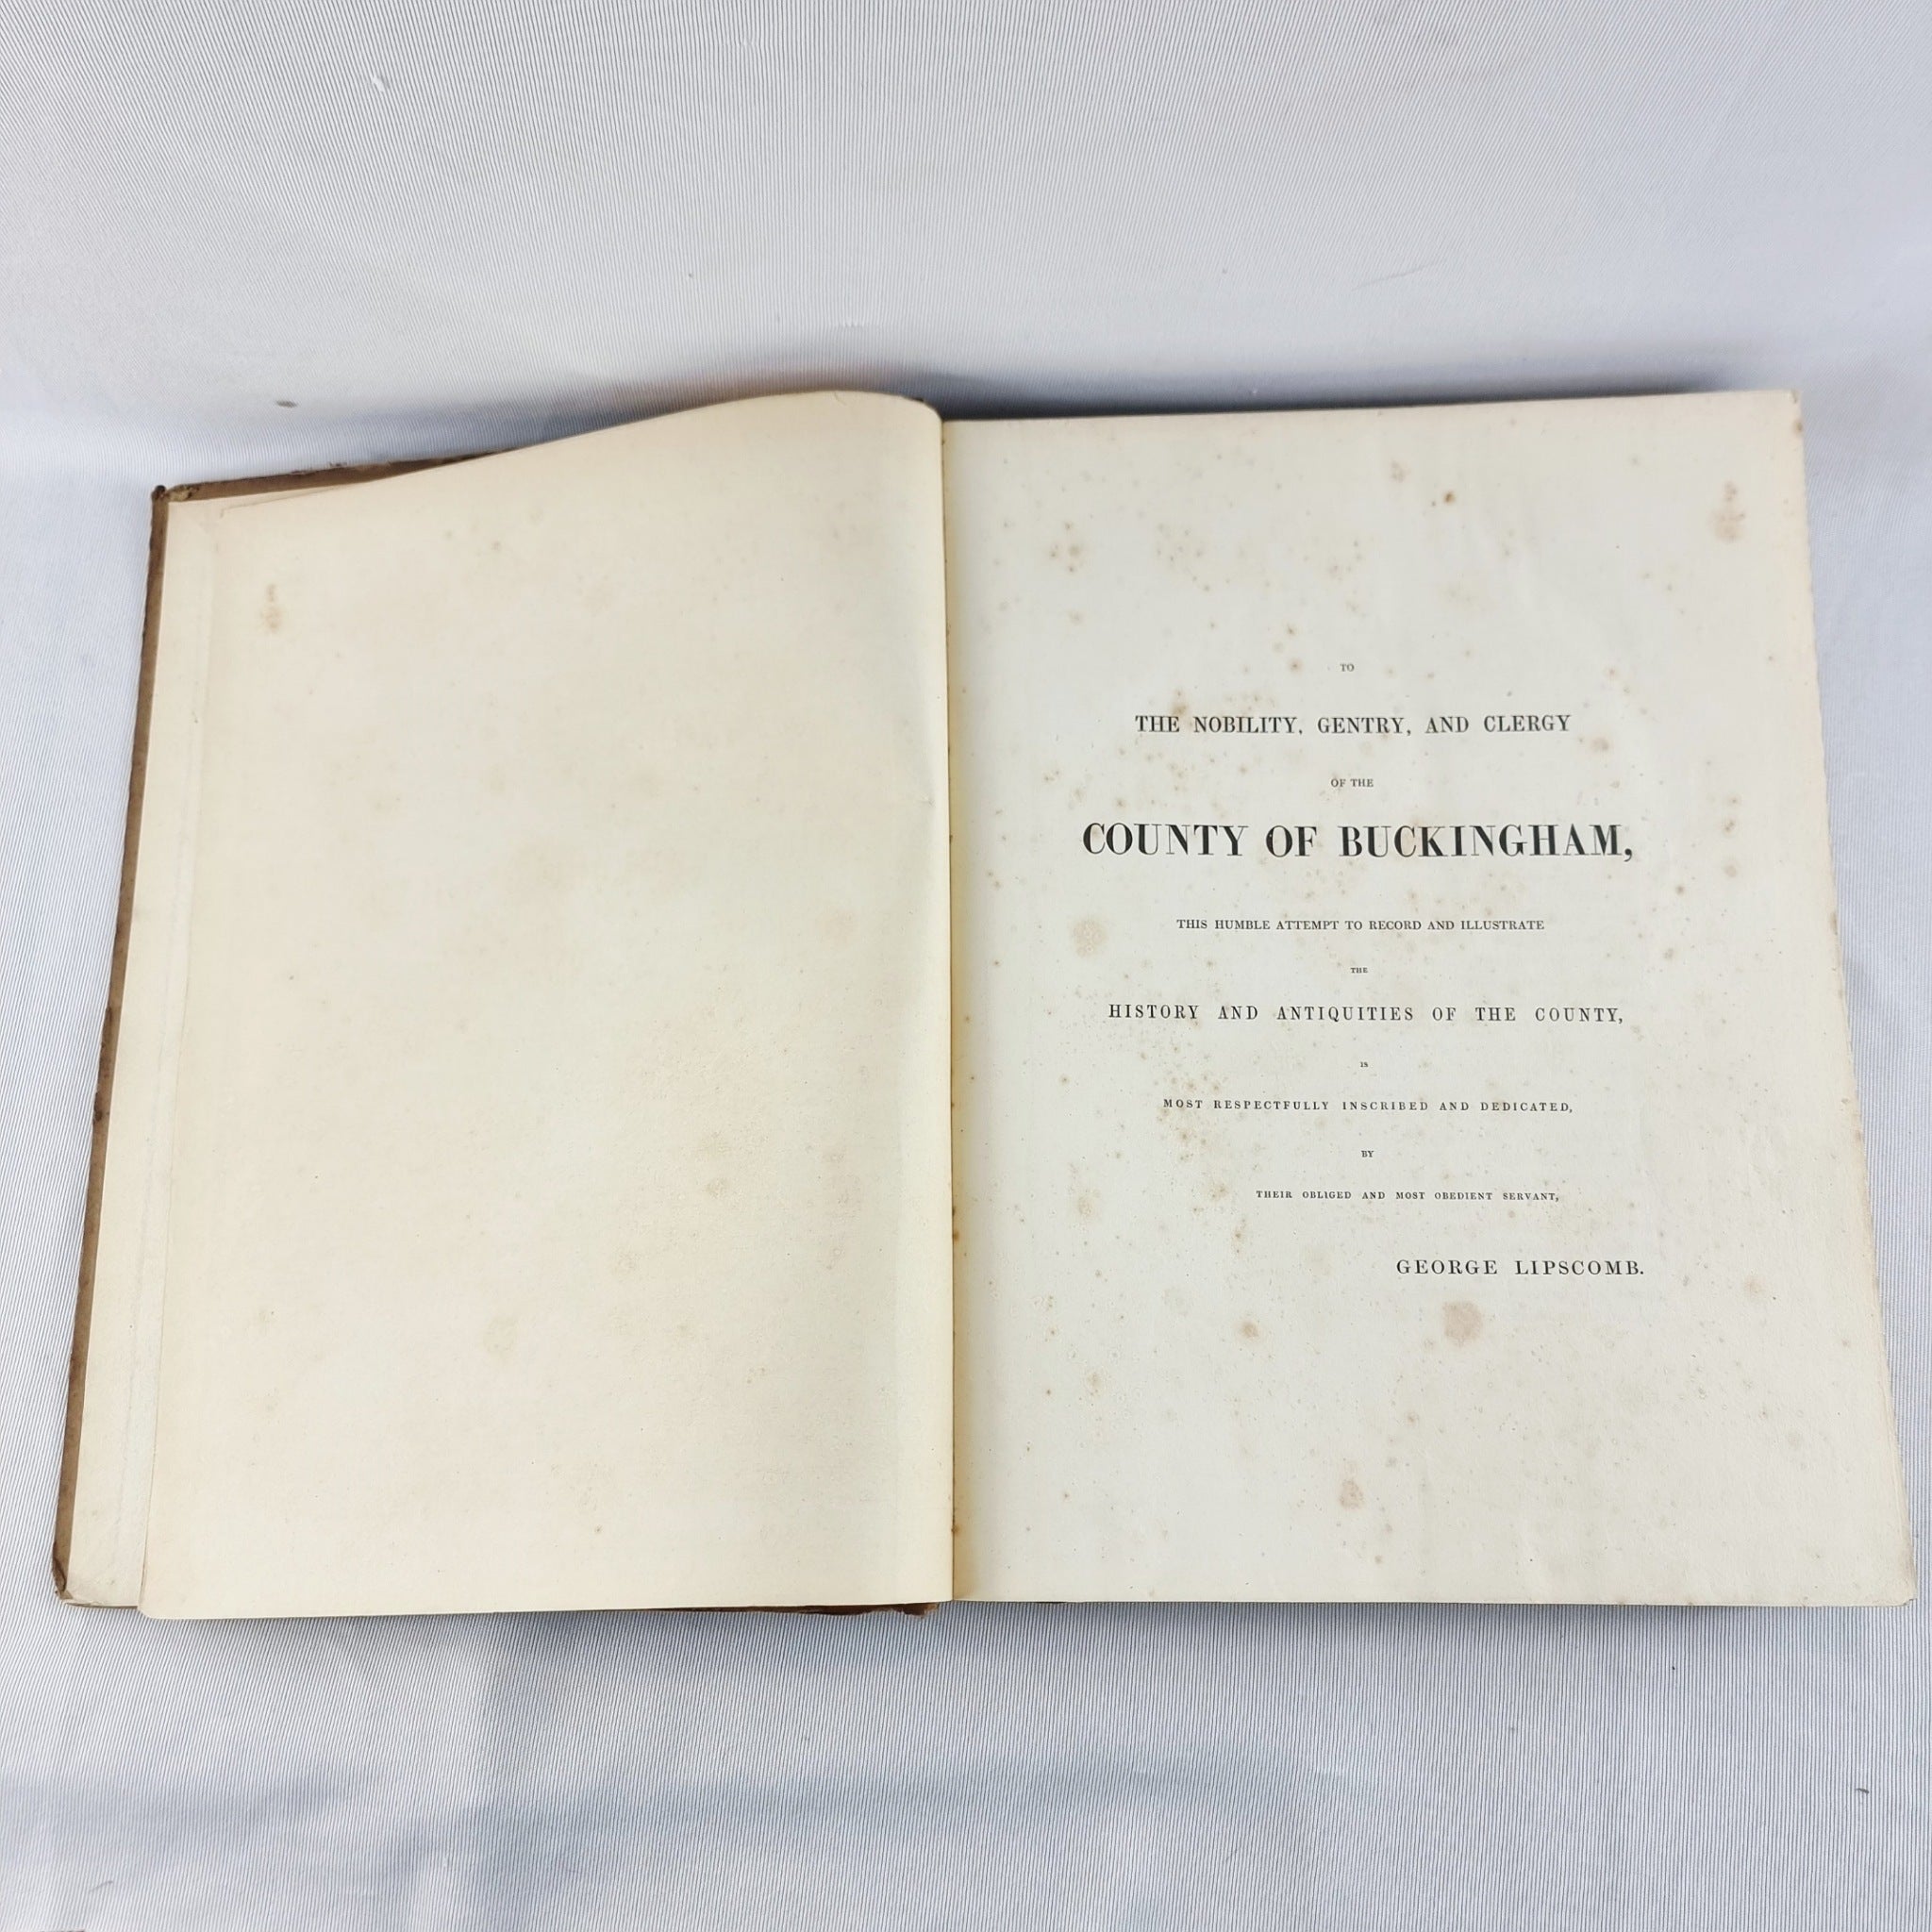 TO
THE NOBILITY, GENTRY, AND CLERGY
OF THE
COUNTY OF BUCKINGHAM,
THIS HUMBLE ATTEMPT TO RECORD AND ILLUSTRATE
THE
HISTORY AND ANTIQUITIES OF THE COUNTY,
IS
MOST RESPECTFULLY INSCRIBED AND DEDICATED,
BY
THEIR OBLIGED AND MOST OBEDIENT SERVANT,
GEORGE LIPSCOMB.